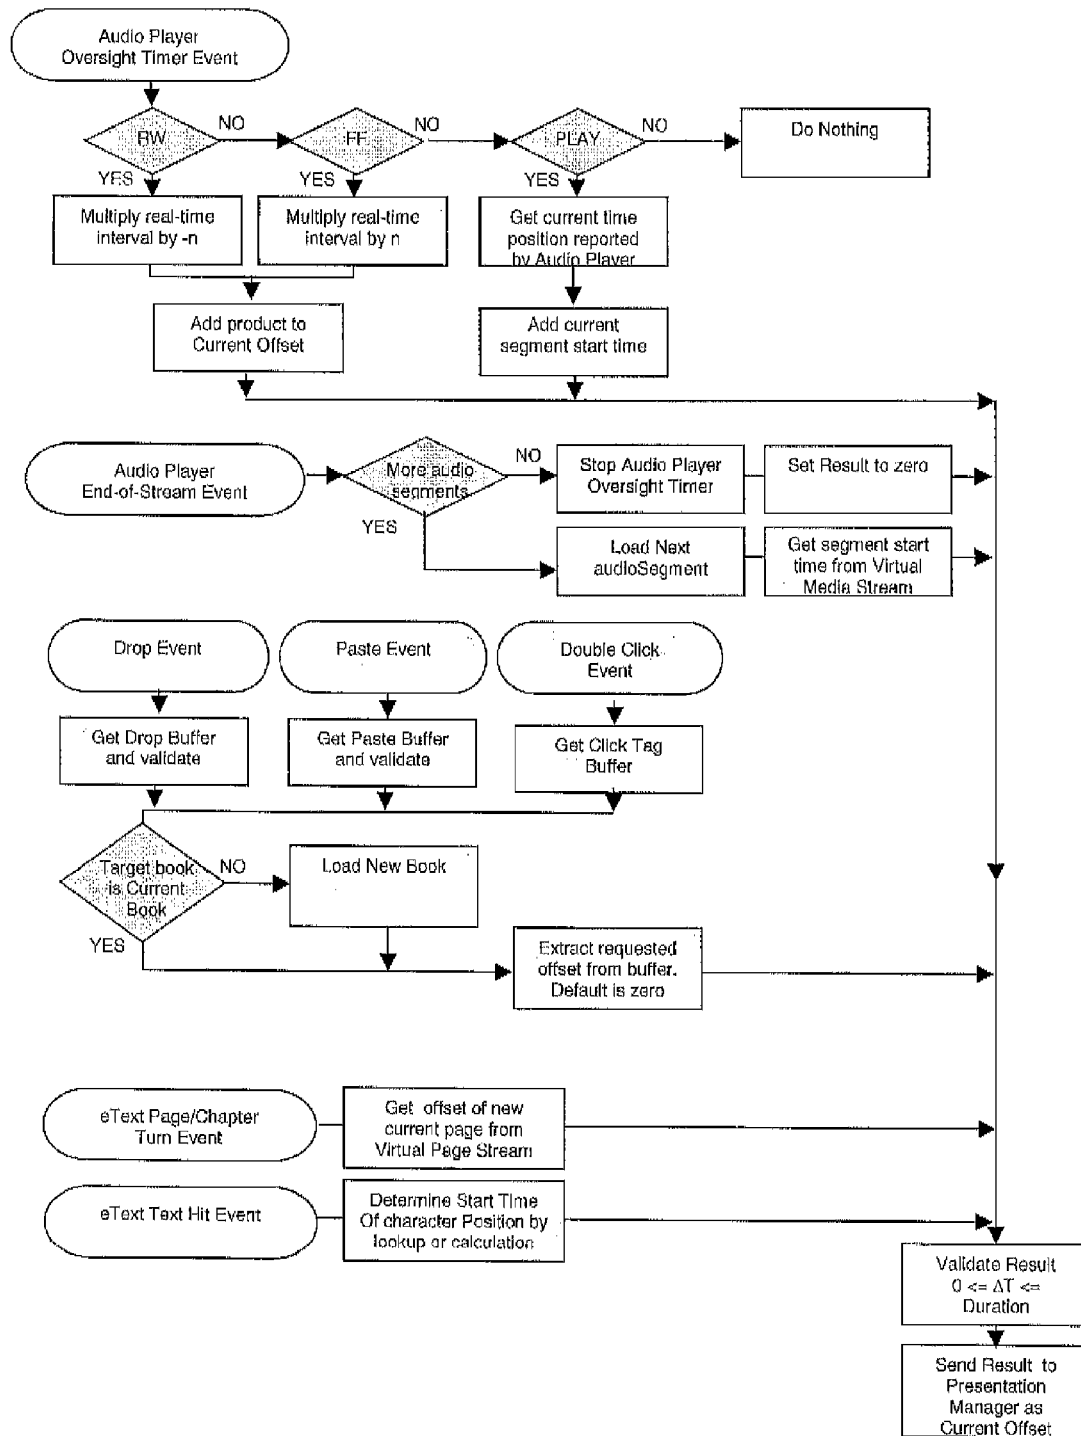 Audio Player
Oversight Timer Event
RW
NO
FF
NO
PLAY
NO
Do Nothing
YES
YES
YES
Multiply real-time
interval by -n
Multiply real-time
interval by n
Get current time
position reported
by Audio Player
Add product to
Current Offset
Add current
segment start time
Audio Player
End-of-Stream Event
More audio
segments
NO
YES
Stop Audio Player
Oversight Timer
Set Result to zero
Load Next
audioSegment
Get segment start
time from Virtual
Media Stream
Drop Event
Paste Event
Double Click
Event
Get Drop Buffer
and validate
Get Paste Buffer
and validate
Get Click Tag
Buffer
Target book
is Current
Book
NO
YES
Load New Book
Extract requested
offset from buffer.
Default is zero
eText Page/Chapter
Turn Event
Get offset of new
current page from
Virtual Page Stream
eText Text Hit Event
Determine Start Time
Of character Position by
lookup or calculation
Validate Result
0 <= ΔT <=
Duration
Send Result to
Presentation
Manager as
Current Offset